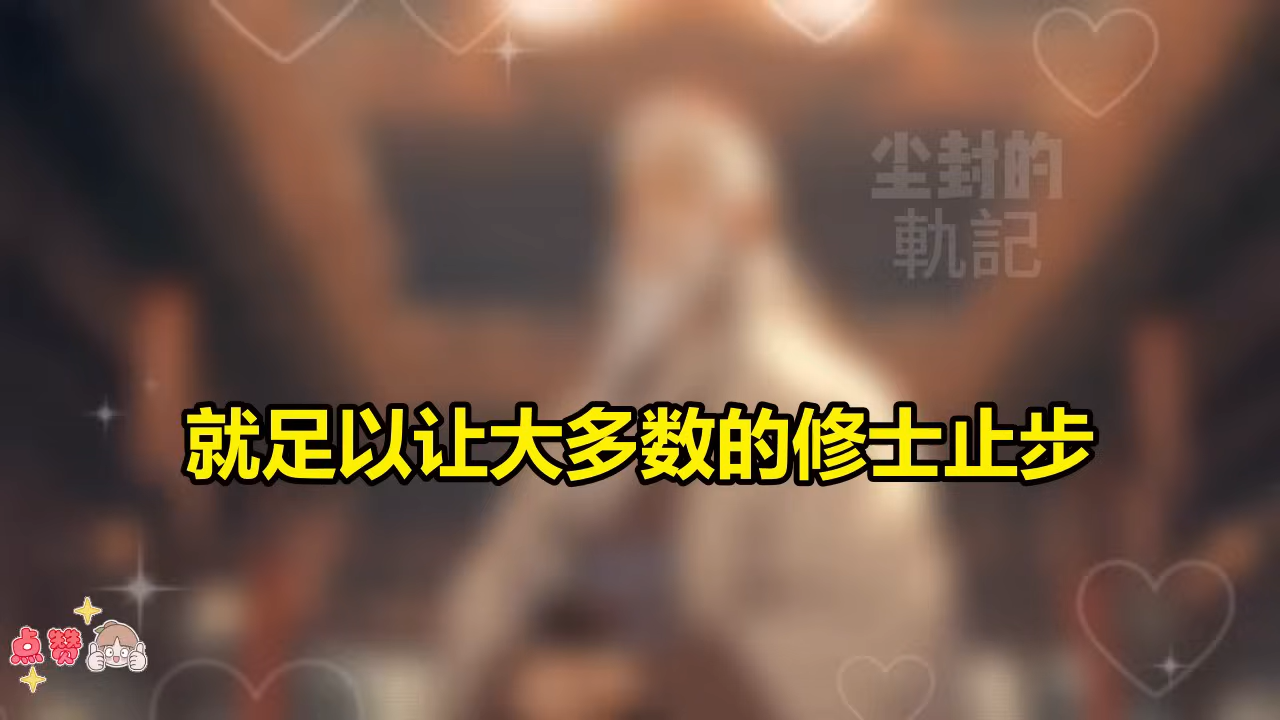 尘封的
軌記
就足以让大多数的修士止步
点赞